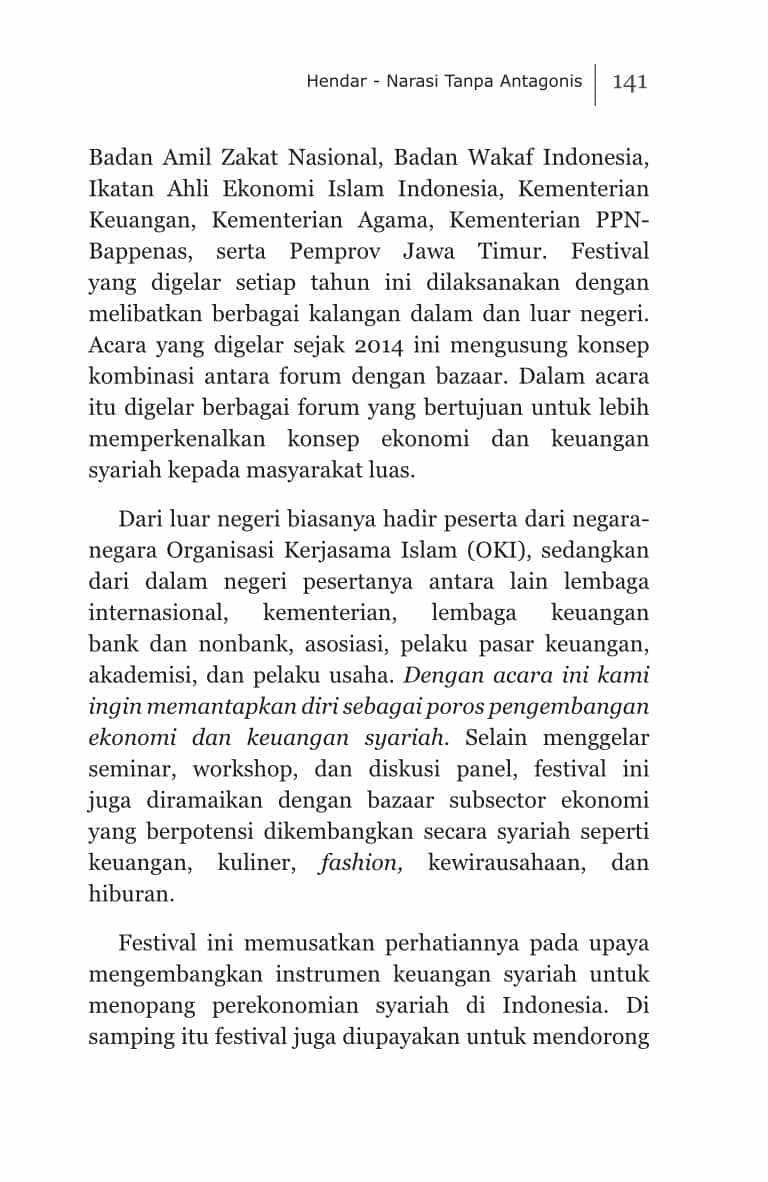 Hendar - Narasi Tanpa Antagonis 141
Badan Amil Zakat Nasional, Badan Wakaf Indonesia,
Ikatan Ahli Ekonomi Islam Indonesia, Kementerian
Keuangan, Kementerian Agama, Kementerian PPN-
Bappenas, serta Pemprov Jawa Timur. Festival
yang digelar setiap tahun ini dilaksanakan dengan
melibatkan berbagai kalangan dalam dan luar negeri.
Acara yang digelar sejak 2014 ini mengusung konsep
kombinasi antara forum dengan bazaar. Dalam acara
itu digelar berbagai forum yang bertujuan untuk lebih
memperkenalkan konsep ekonomi dan keuangan
syariah kepada masyarakat luas.
Dari luar negeri biasanya hadir peserta dari negara-
negara Organisasi Kerjasama Islam (OKI), sedangkan
dari dalam negeri pesertanya antara lain lembaga
internasional, kementerian, lembaga keuangan
bank dan nonbank, asosiasi, pelaku pasar keuangan,
akademisi, dan pelaku usaha. Dengan acara ini kami
ingin memantapkan diri sebagai poros pengembangan
ekonomi dan keuangan syariah. Selain menggelar
seminar, workshop, dan diskusi panel, festival ini
juga diramaikan dengan bazaar subsector ekonomi
yang berpotensi dikembangkan secara syariah seperti
keuangan, kuliner, fashion, kewirausahaan, dan
hiburan.
Festival ini memusatkan perhatiannya pada upaya
mengembangkan instrumen keuangan syariah untuk
menopang perekonomian syariah di Indonesia. Di
samping itu festival juga diupayakan untuk mendorong